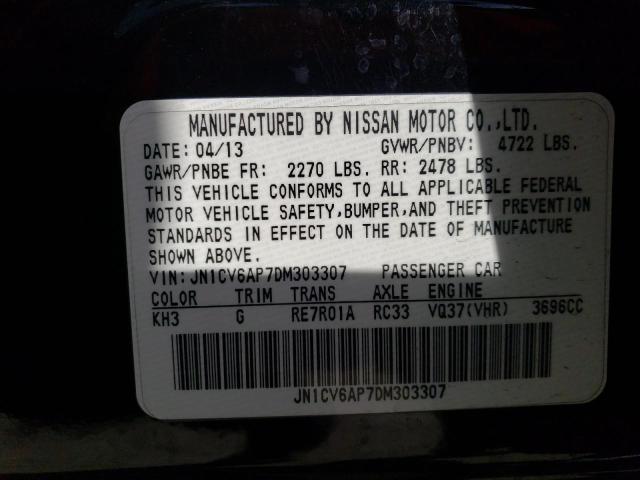 MANUFACTURED BY NISSAN MOTOR CO.,LTD.
DATE: 04/13 GVWR/PNBV: 4722 LBS.
GAWR/PNBE FR: 2270 LBS. RR: 2478 LBS.
THIS VEHICLE CONFORMS TO ALL APPLICABLE FEDERAL
MOTOR VEHICLE SAFETY,BUMPER,AND THEFT PREVENTION
STANDARDS IN EFFECT ON THE DATE OF MANUFACTURE
SHOWN ABOVE.
VIN: JN1CV6AP7DM303307 PASSENGER CAR
COLOR TRIM TRANS AXLE ENGINE
KH3 G RE7R01A RC33 VQ37(VHR) 3696CC
JN1CV6AP7DM303307